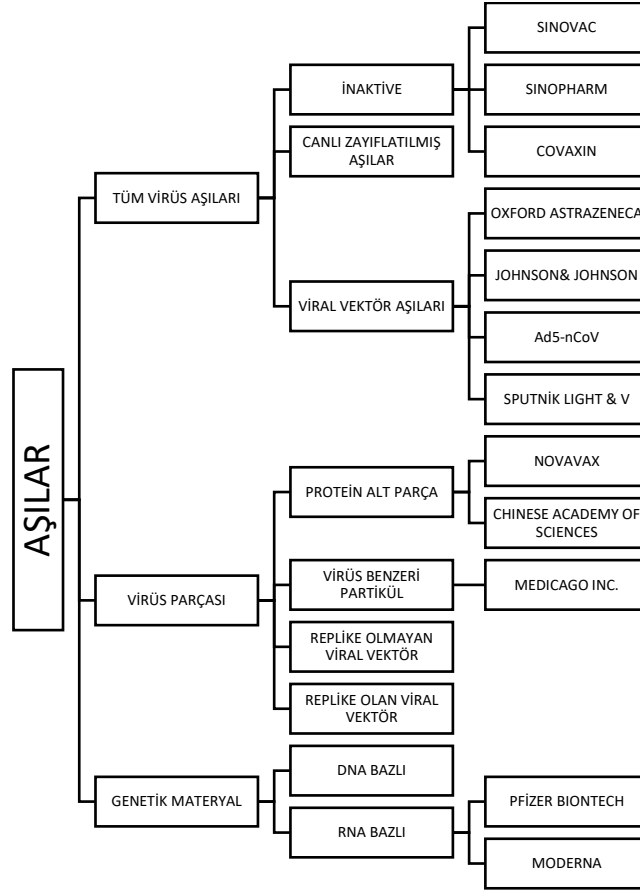 AŞILAR
TÜM VİRÜS AŞILARI
İNAKTİVE
SINOVAC
SINOPHARM
COVAXIN
CANLI ZAYIFLATILMIŞ
AŞILAR
VİRAL VEKTÖR AŞILARI
OXFORD ASTRAZENECA
JOHNSON& JOHNSON
Ad5-nCoV
SPUTNİK LIGHT & V
VİRÜS PARÇASI
PROTEİN ALT PARÇA
NOVAVAX
CHINESE ACADEMY OF
SCIENCES
VİRÜS BENZERİ
PARTİKÜL
MEDICAGO INC.
REPLİKE OLMAYAN
VİRAL VEKTÖR
REPLİKE OLAN VİRAL
VEKTÖR
GENETİK MATERYAL
DNA BAZLI
RNA BAZLI
PFİZER BIONTECH
MODERNA